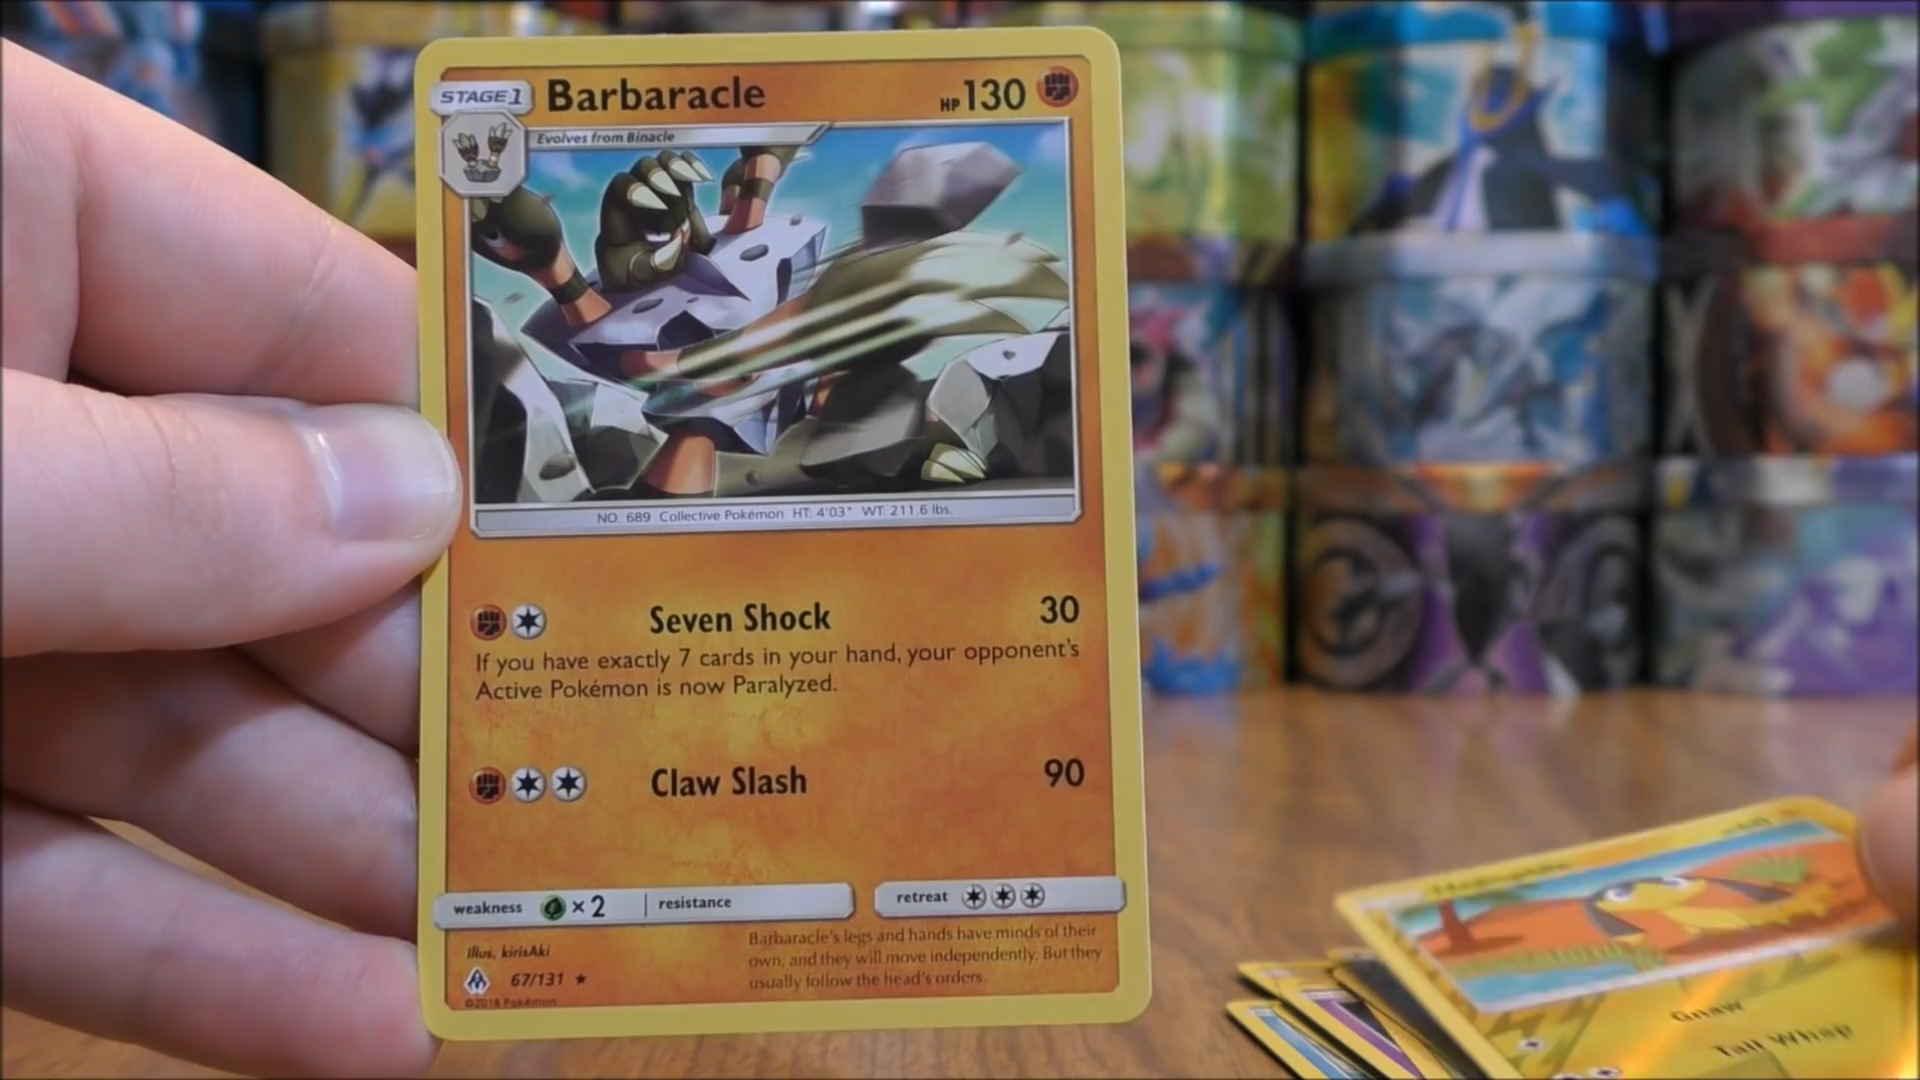 STAGE1 Barbaracle HP130
Evolves from Binacle
NO. 689 Collective Pokémon HT: 4'03" WT: 211.6 lbs.
Seven Shock 30
If you have exactly 7 cards in your hand, your opponent's
Active Pokémon is now Paralyzed.
Claw Slash 90
weakness ×2 resistance retreat
Illus. kirisAki
67/131
©2018 Pokémon
Barbaracle's legs and hands have minds of their
own, and they will move independently. But they
usually follow the head's orders.
Gnaw
Tail Whap